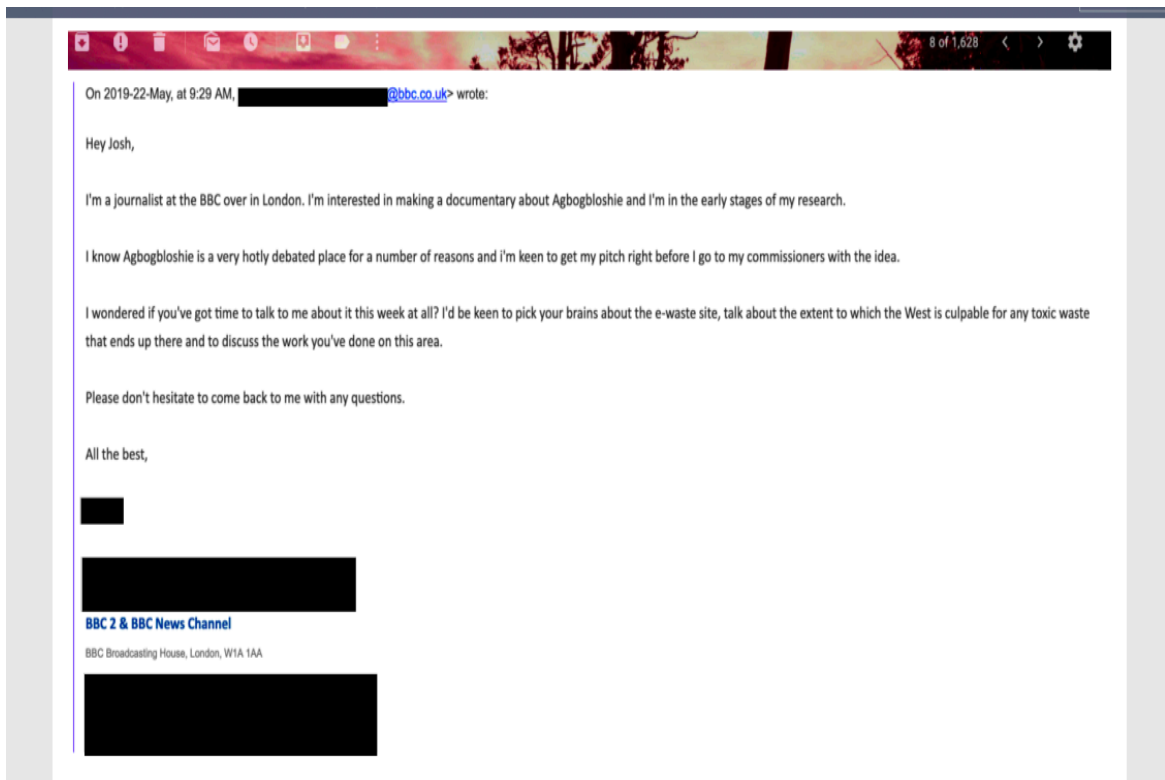 8 of 1,628
On 2019-22-May, at 9:29 AM, @bbc.co.uk> wrote:
Hey Josh,
I'm a journalist at the BBC over in London. I'm interested in making a documentary about Agbogbloshie and I'm in the early stages of my research.
I know Agbogbloshie is a very hotly debated place for a number of reasons and i'm keen to get my pitch right before I go to my commissioners with the idea.
I wondered if you've got time to talk to me about it this week at all? I'd be keen to pick your brains about the e-waste site, talk about the extent to which the West is culpable for any toxic waste
that ends up there and to discuss the work you've done on this area.
Please don't hesitate to come back to me with any questions.
All the best,
BBC 2 & BBC News Channel
BBC Broadcasting House, London, W1A 1AA